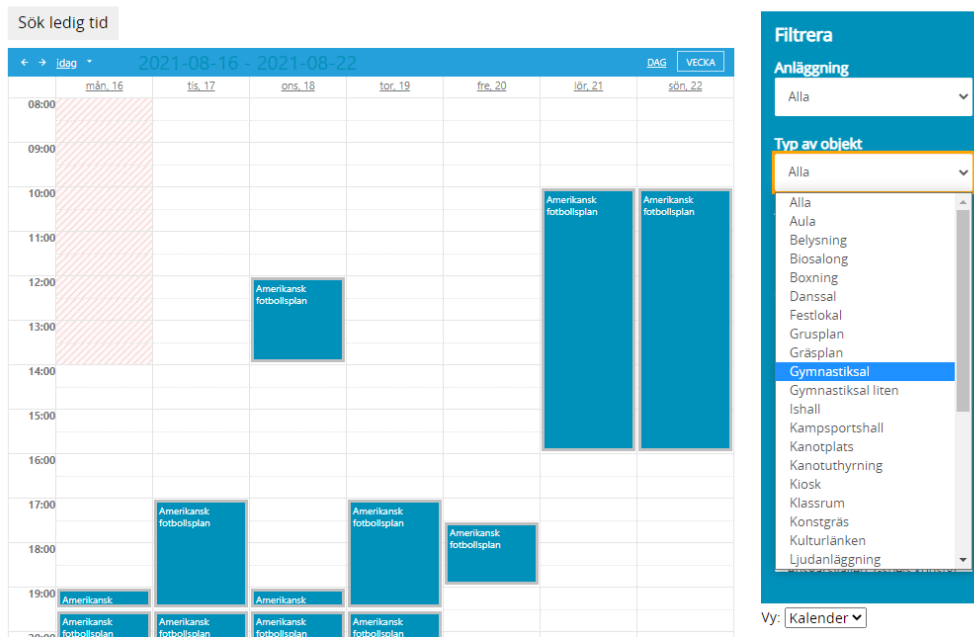 Sök ledig tid
idag
2021-08-16 - 2021-08-22
DAG
VECKA
mån, 16
tis, 17
ons, 18
tor, 19
fre, 20
lör, 21
sön, 22
08:00
09:00
10:00
11:00
12:00
13:00
14:00
15:00
16:00
17:00
18:00
19:00
20:00
Amerikansk
fotbollsplan
Amerikansk
fotbollsplan
Amerikansk
fotbollsplan
Amerikansk
fotbollsplan
Amerikansk
fotbollsplan
Amerikansk
fotbollsplan
Amerikansk
Amerikansk
Amerikansk
fotbollsplan
Amerikansk
fotbollsplan
Amerikansk
fotbollsplan
Amerikansk
fotbollsplan
Filtrera
Anläggning
Alla
Typ av objekt
Alla
Alla
Aula
Belysning
Biosalong
Boxning
Danssal
Festlokal
Grusplan
Gräsplan
Gymnastiksal
Gymnastiksal liten
Ishall
Kampsportshall
Kanotplats
Kanotuthyrning
Kiosk
Klassrum
Konstgräs
Kulturlänken
Ljudanläggning
Vy: Kalender